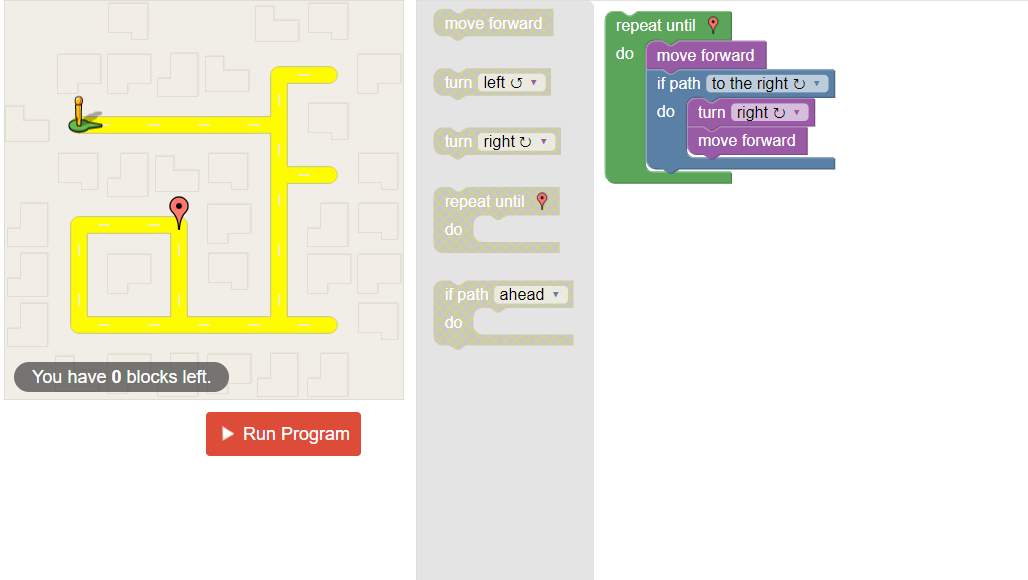 You have 0 blocks left.
Run Program
move forward
turn left ↺ ▾
turn right ↻ ▾
repeat until
do
if path ahead ▾
do
repeat until
do
move forward
if path to the right ↻ ▾
do
turn right ↻ ▾
move forward